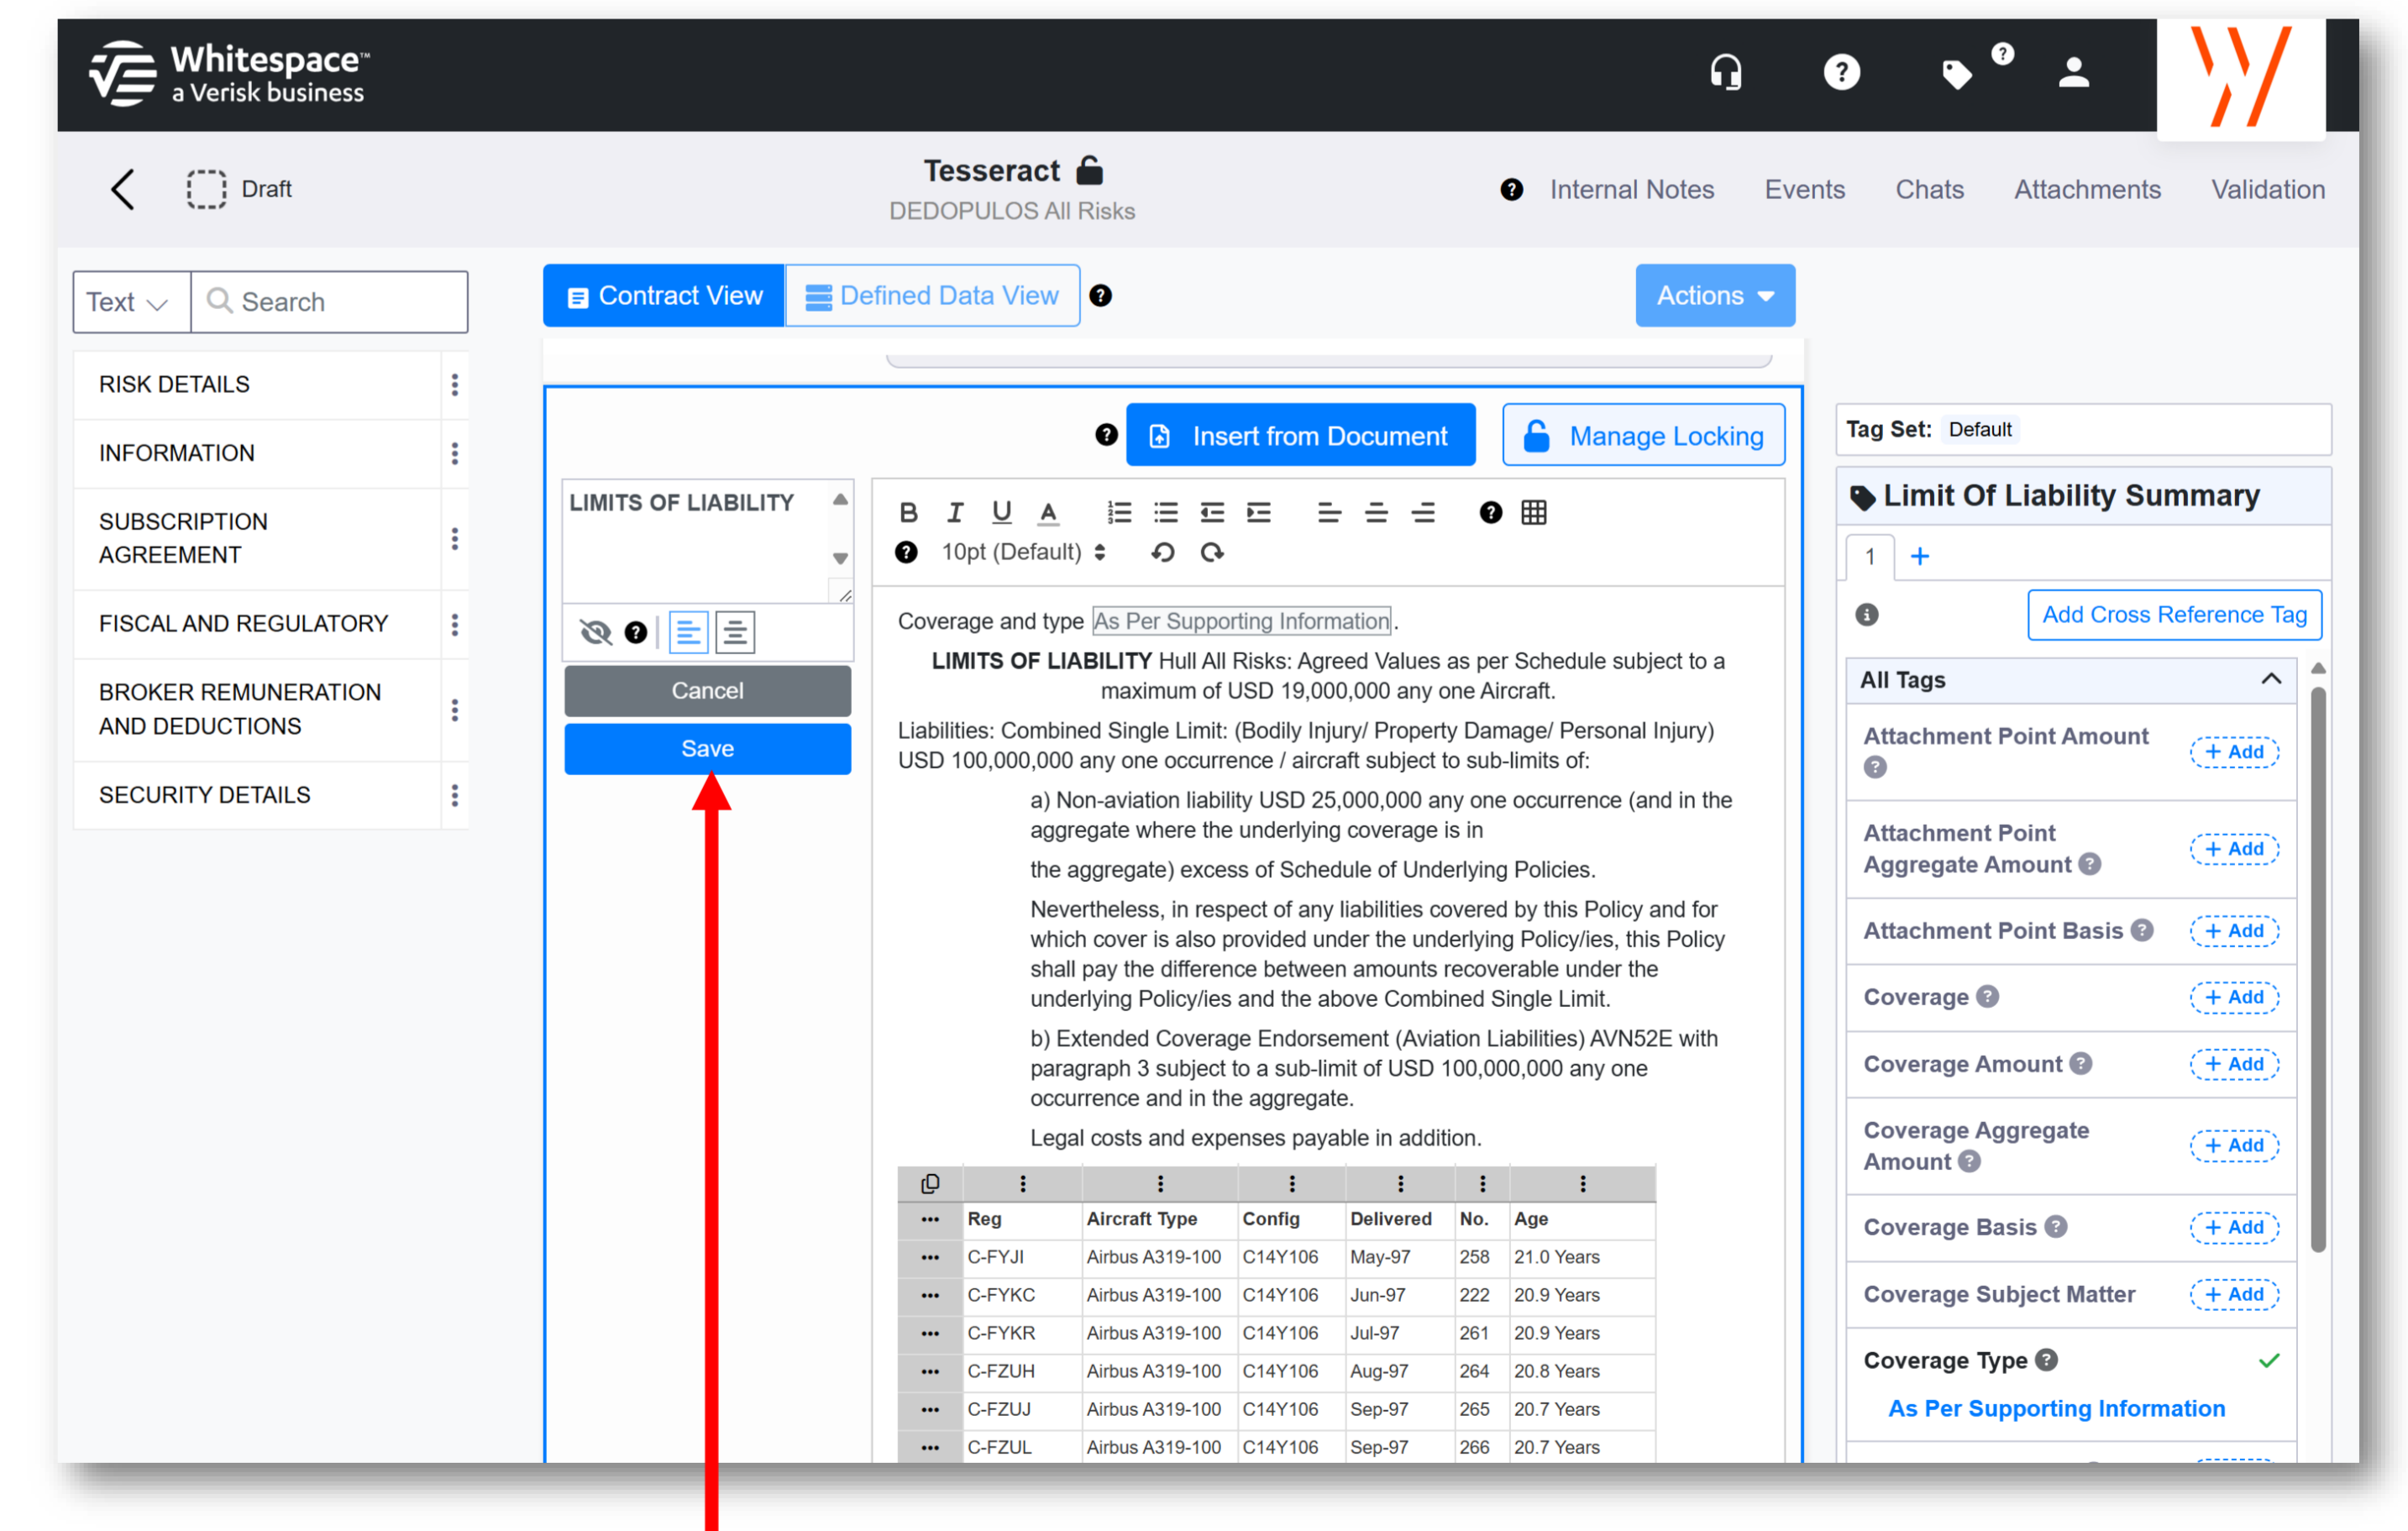 Whitespace™
a Verisk business
Draft
Tesseract
DEDOPULOS All Risks
Internal Notes Events Chats Attachments Validation
Text Search
Contract View Defined Data View Actions
RISK DETAILS
INFORMATION
SUBSCRIPTION
AGREEMENT
FISCAL AND REGULATORY
BROKER REMUNERATION
AND DEDUCTIONS
SECURITY DETAILS
Insert from Document Manage Locking
LIMITS OF LIABILITY
Cancel
Save
B I U A
10pt (Default)
Coverage and type As Per Supporting Information.
LIMITS OF LIABILITY Hull All Risks: Agreed Values as per Schedule subject to a
maximum of USD 19,000,000 any one Aircraft.
Liabilities: Combined Single Limit: (Bodily Injury/ Property Damage/ Personal Injury)
USD 100,000,000 any one occurrence / aircraft subject to sub-limits of:
a) Non-aviation liability USD 25,000,000 any one occurrence (and in the
aggregate where the underlying coverage is in
the aggregate) excess of Schedule of Underlying Policies.
Nevertheless, in respect of any liabilities covered by this Policy and for
which cover is also provided under the underlying Policy/ies, this Policy
shall pay the difference between amounts recoverable under the
underlying Policy/ies and the above Combined Single Limit.
b) Extended Coverage Endorsement (Aviation Liabilities) AVN52E with
paragraph 3 subject to a sub-limit of USD 100,000,000 any one
occurrence and in the aggregate.
Legal costs and expenses payable in addition.
Reg Aircraft Type Config Delivered No. Age
C-FYJI Airbus A319-100 C14Y106 May-97 258 21.0 Years
C-FYKC Airbus A319-100 C14Y106 Jun-97 222 20.9 Years
C-FYKR Airbus A319-100 C14Y106 Jul-97 261 20.9 Years
C-FZUH Airbus A319-100 C14Y106 Aug-97 264 20.8 Years
C-FZUJ Airbus A319-100 C14Y106 Sep-97 265 20.7 Years
C-FZUL Airbus A319-100 C14Y106 Sep-97 266 20.7 Years
Tag Set: Default
Limit Of Liability Summary
1 +
Add Cross Reference Tag
All Tags
Attachment Point Amount + Add
Attachment Point
Aggregate Amount + Add
Attachment Point Basis + Add
Coverage + Add
Coverage Amount + Add
Coverage Aggregate
Amount + Add
Coverage Basis + Add
Coverage Subject Matter + Add
Coverage Type
As Per Supporting Information